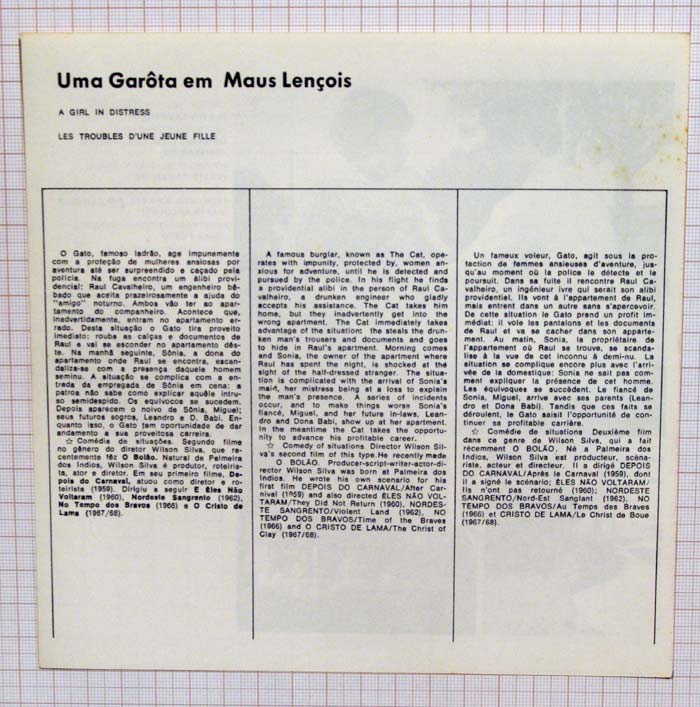 Uma Garôta em Maus Lençois
A GIRL IN DISTRESS
LES TROUBLES D'UNE JEUNE FILLE
O Gato, famoso ladrão, age impunemente
com a proteção de mulheres ansiosas por
aventura até ser surpreendido e caçado pela
polícia. Na fuga encontra um álibi provi-
dencial: Raul Cavalheiro, um engenheiro bê-
bado que aceita prazeirosamente a ajuda do
"amigo" noturno. Ambos vão ter ao apar-
tamento do companheiro. Acontece que,
inadvertidamente, entram no apartamento er-
rado. Desta situação o Gato tira proveito
imediato: rouba as calças e documentos de
Raul e vai se esconder no apartamento dês-
te. Na manhã seguinte, Sônia, a dona do
apartamento onde Raul se encontra, escan-
daliza-se com a presença daquele homem
seminu. A situação se complica com a en-
trada da empregada de Sônia em cena: a
patroa não sabe como explicar aquêle intru-
so semidespido. Os equívocos se sucedem.
Depois aparecem o noivo de Sônia, Miguel;
seus futuros sogros, Leandro e D. Babi. En-
quanto isso, o Gato tem oportunidade de dar
andamento a sua proveitosa carreira.
☆ Comédia de situações. Segundo filme
no gênero do diretor Wilson Silva, que re-
centemente fêz O Bolão. Natural de Palmeira
dos Indios, Wilson Silva é produtor, roteiris-
ta, ator e diretor. Em seu primeiro filme, De-
pois do Carnaval, atuou como diretor e ro-
teirista (1959). Dirigiu a seguir E Êles Não
Voltaram (1960), Nordeste Sangrento (1962),
No Tempo dos Bravos (1966) e O Cristo de
Lama (1967/68).
A famous burglar, known as The Cat, ope-
rates with impunity, protected by, women an-
xious for adventure, until he is detected and
pursued by the police. In his flight he finds
a providential alibi in the person of Raul Ca-
valheiro, a drunken engineer who gladly
accepts his assistance. The Cat takes him
home, but they inadvertently get into the
wrong apartment. The Cat immediately takes
advantage of the situation: the steals the drun-
ken man's trousers and documents and goes
to hide in Raul's apartment. Morning comes
and Sonia, the owner of the apartment where
Raul has spent the night, is shocked at the
sight of the half-dressed stranger. The situa-
tion is complicated with the arrival of Sonia's
maid, her mistress being at a loss to explain
the man's presence. A series of incidents
occur, and to make things worse Sonia's
fiancé, Miguel, and her future in-laws, Lean-
dro and Dona Babi, show up at her apartment.
In the meantime the Cat takes the opportu-
nity to advance his profitable career.
☆ Comedy of situations. Director Wilson Sil-
va's second film of this type. He recently made
O BOLÃO. Producer-script-writer-actor-di-
rector Wilson Silva was born at Palmeira dos
Indios. He wrote his own scenario for his
first film DEPOIS DO CARNAVAL/After Car-
nival (1959) and also directed ÊLES NÃO VOL-
TARAM/They Did Not Return (1960), NORDES-
TE SANGRENTO/Violent Land (1962), NO
TEMPO DOS BRAVOS/Time of the Braves
(1966) and O CRISTO DE LAMA/The Christ of
Clay (1967/68).
Un fameux voleur, Gato, agit sous la pro-
tection de femmes ansieuses d'aventure, jus-
qu'au moment où la police le détecte et le
poursuit. Dans sa fuite il rencontre Raul Ca-
valheiro, un ingénieur ivre qui serait son alibi
providentiel. Ils vont à l'appartement de Raul,
mais entrent dans un autre sans s'apercevoir.
De cette situation le Gato prend un profit im-
médiat: il vole les pantalons et les documents
de Raul et va se cacher dans son apparte-
ment. Au matin, Sonia, la propriétaire de
l'appartement où Raul se trouve, se scanda-
lise à la vue de cet inconnu à demi-nu. La
situation se complique encore plus avec l'arri-
vée de la domestique: Sonia ne sait pas com-
ment expliquer la présence de cet homme.
Les équivoques se succèdent. Le fiancé de
Sonia, Miguel, arrive avec ses parents (Lean-
dro et Dona Babi). Tandis que ces faits se
déroulent, le Gato saisit l'opportunité de con-
tinuer sa profitable carrière.
☆ Comédie de situations Deuxième film
dans ce genre de Wilson Silva, qui a fait
récemment O BOLÃO. Né a Palmeira dos
Indios, Wilson Silva est producteur, scéna-
riste, acteur et directeur. Il a dirigé DEPOIS
DO CARNAVAL/Après le Carnaval (1959), dont
il a signé le scénario; ÊLES NÃO VOLTARAM/
Ils n'ont pas retourné (1960); NORDESTE
SANGRENTO/Nord-Est Sanglant (1962), NO
TEMPO DOS BRAVOS/Au Temps des Braves
(1966) et CRISTO DE LAMA/Le Christ de Boue
(1967/68).